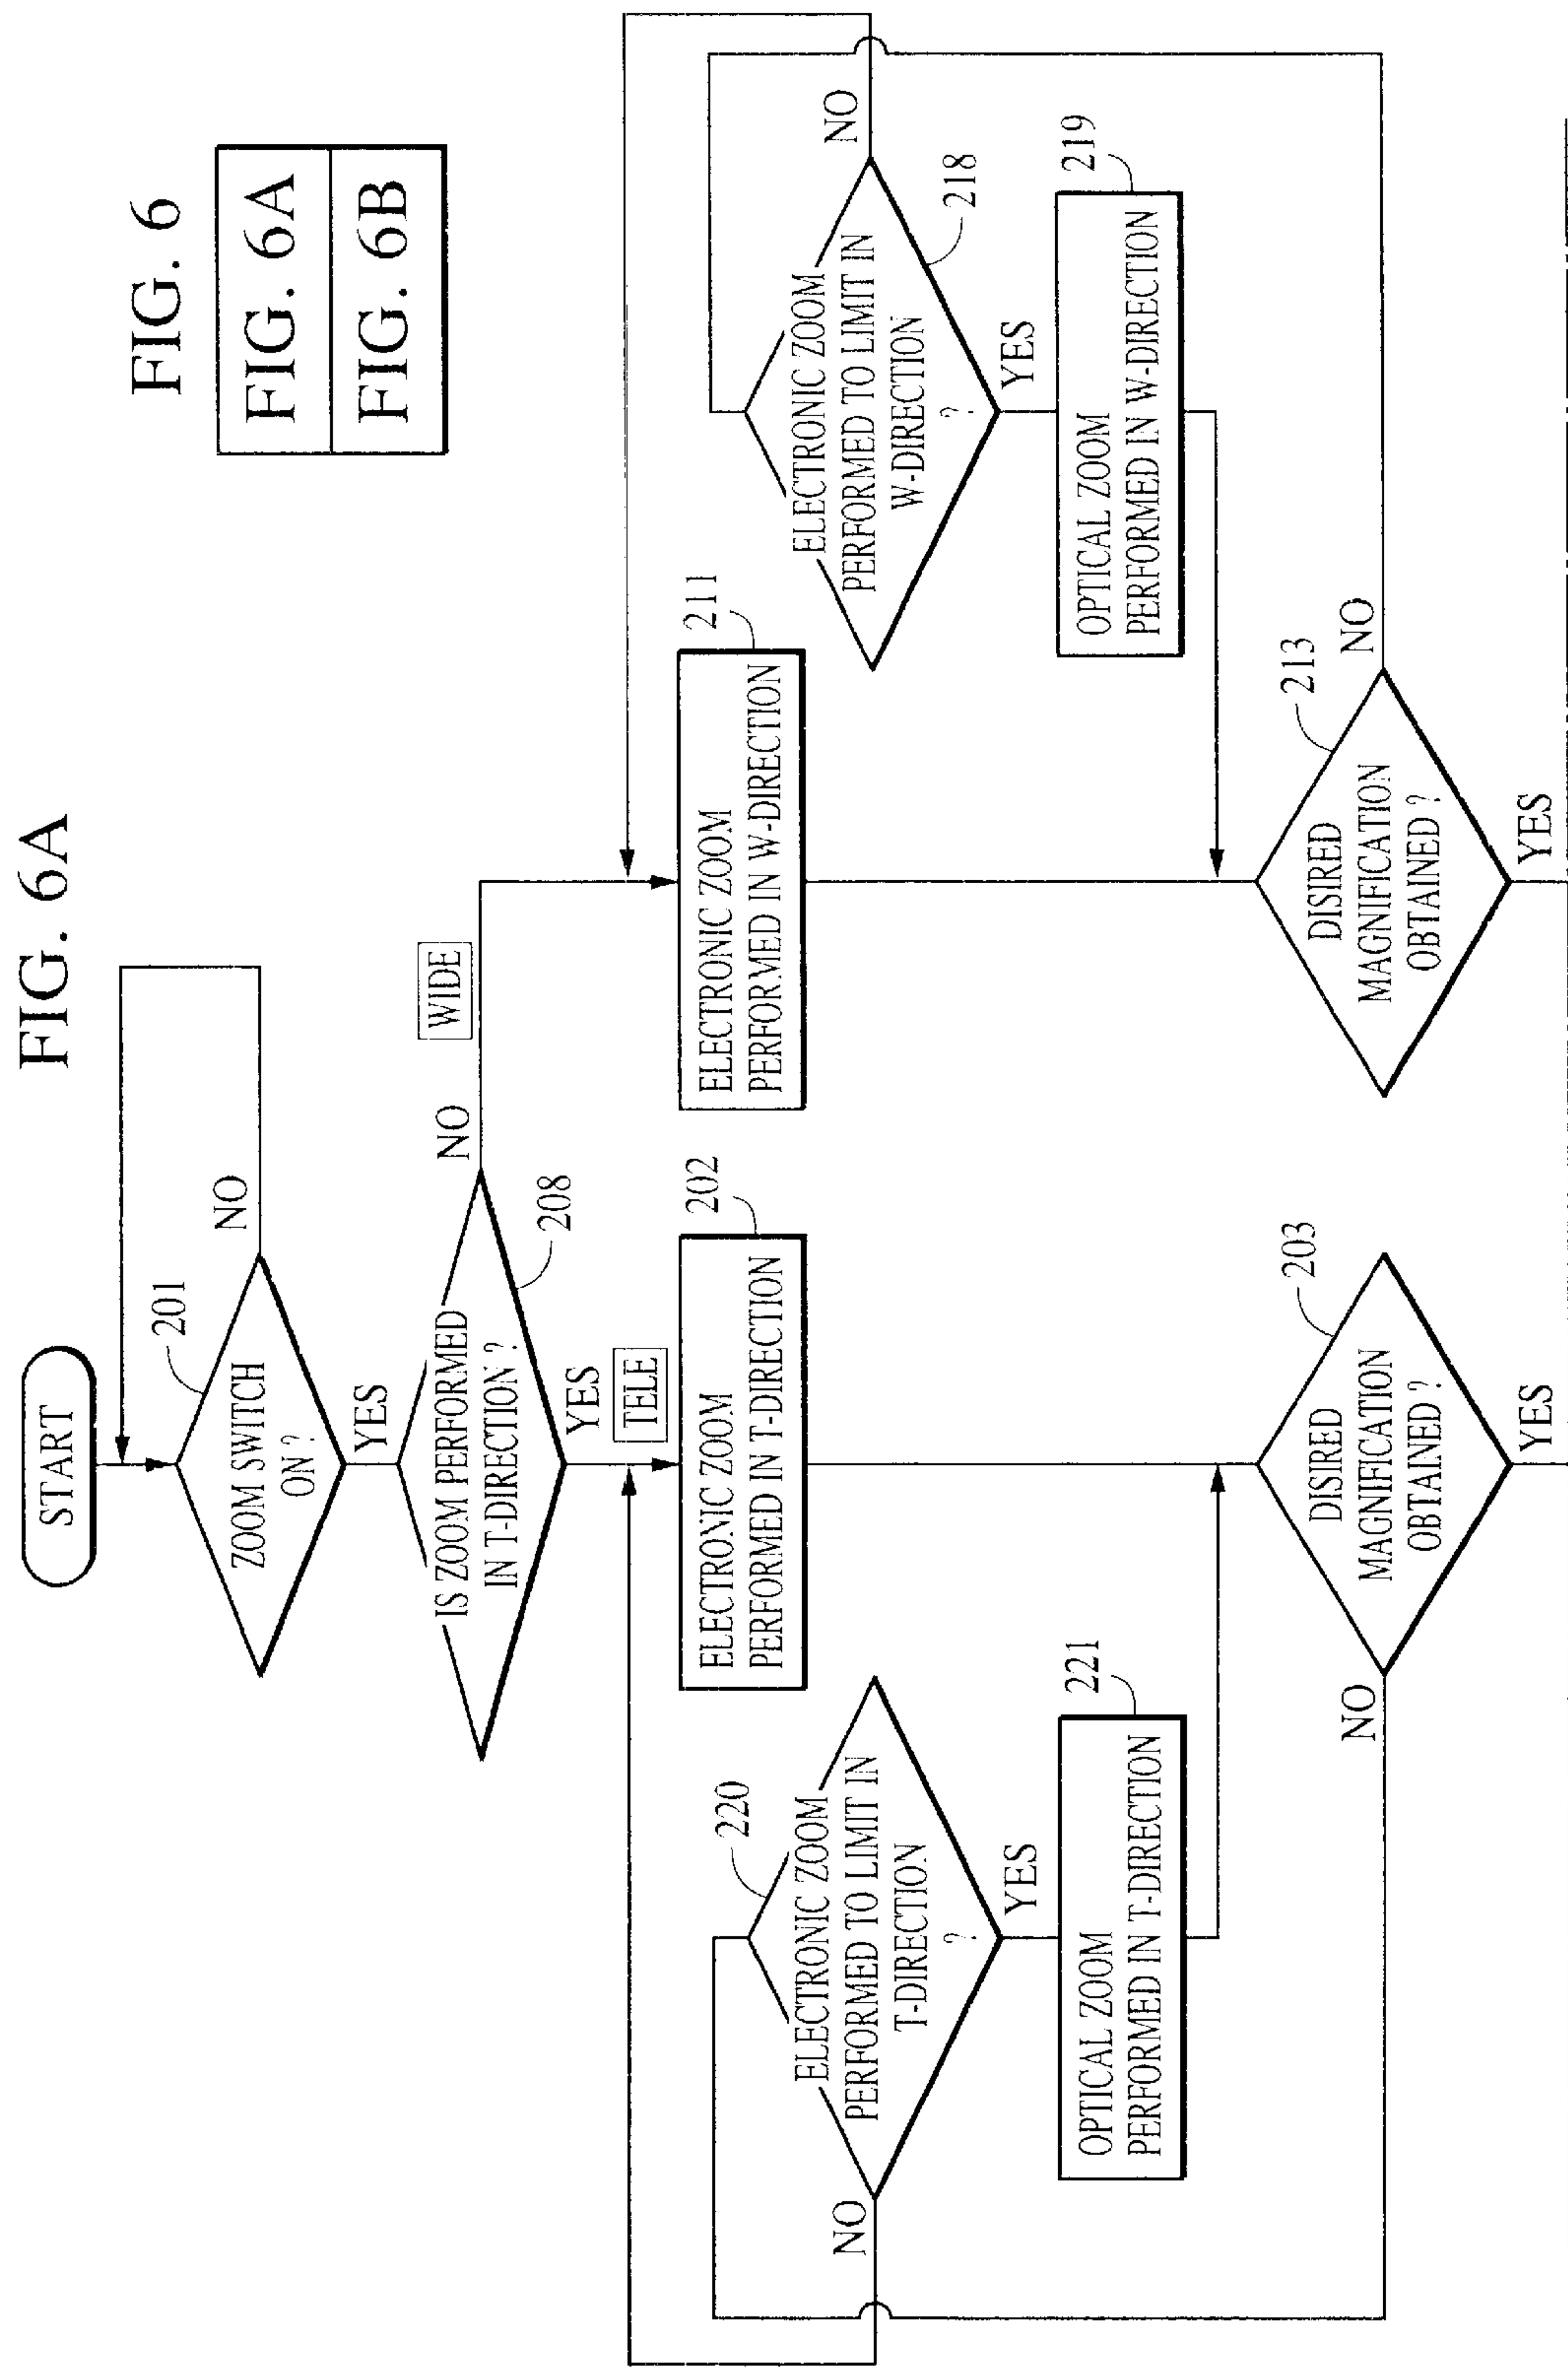 FIG. 6A
FIG. 6
FIG. 6A
FIG. 6B
START
201
ZOOM SWITCH
ON ?
NO
YES
208
IS ZOOM PERFORMED
IN T-DIRECTION ?
NO
WIDE
YES
TELE
202
ELECTRONIC ZOOM
PERFORMED IN T-DIRECTION
211
ELECTRONIC ZOOM
PERFORMED IN W-DIRECTION
220
ELECTRONIC ZOOM
PERFORMED TO LIMIT IN
T-DIRECTION
?
NO
YES
221
OPTICAL ZOOM
PERFORMED IN T-DIRECTION
218
ELECTRONIC ZOOM
PERFORMED TO LIMIT IN
W-DIRECTION
?
NO
YES
219
OPTICAL ZOOM
PERFORMED IN W-DIRECTION
203
DISIRED
MAGNIFICATION
OBTAINED ?
NO
YES
213
DISIRED
MAGNIFICATION
OBTAINED ?
NO
YES